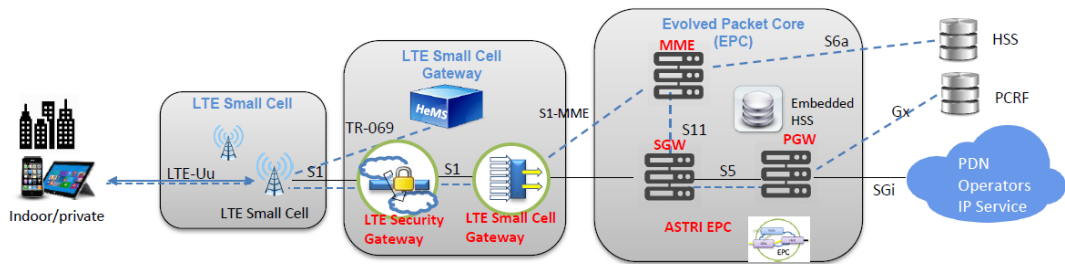 Evolved Packet Core
(EPC)
S6a
MME
HSS
LTE Small Cell
Gateway
HeMS
LTE Small Cell
TR-069
S1-MME
Embedded
HSS
PCRF
Gx
S11
SGW
PGW
LTE-Uu
S1
S1
S5
SGi
PDN
Operators
IP Service
Indoor/private
LTE Small Cell
LTE Security
Gateway
LTE Small Cell
Gateway
ASTRI EPC
EPC